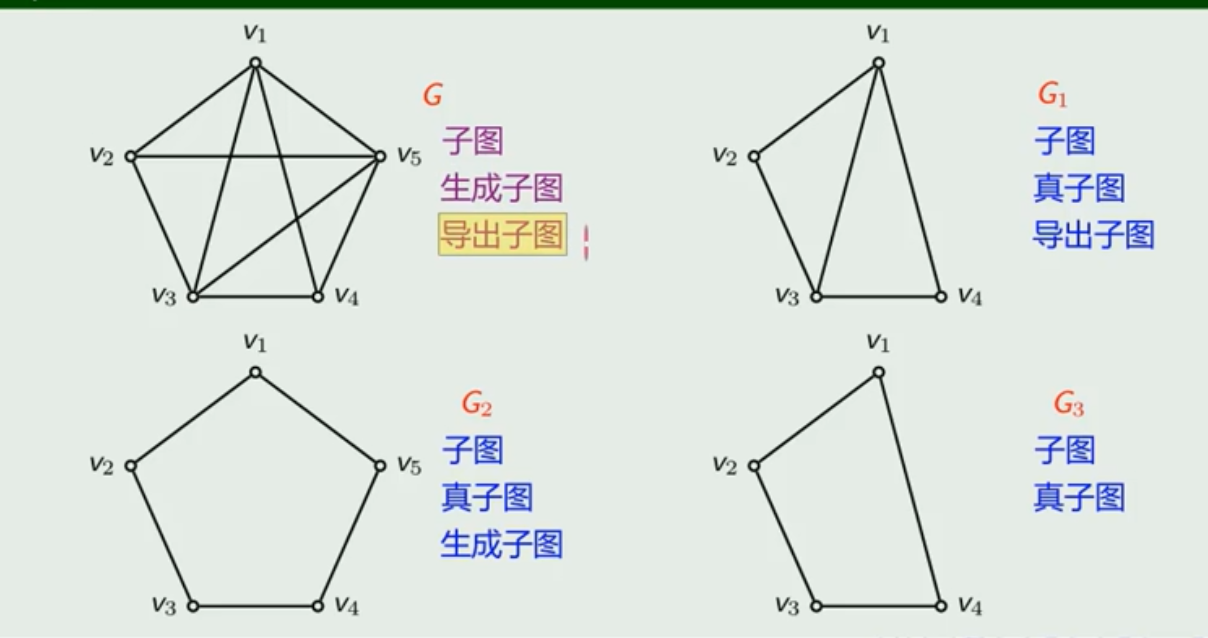 v₁
G
v₂
v₅
子图
生成子图
导出子图
v₃
v₄
v₁
G₁
v₂
子图
真子图
导出子图
v₃
v₄
v₁
G₂
v₂
v₅
子图
真子图
生成子图
v₃
v₄
v₁
G₃
v₂
子图
真子图
v₃
v₄